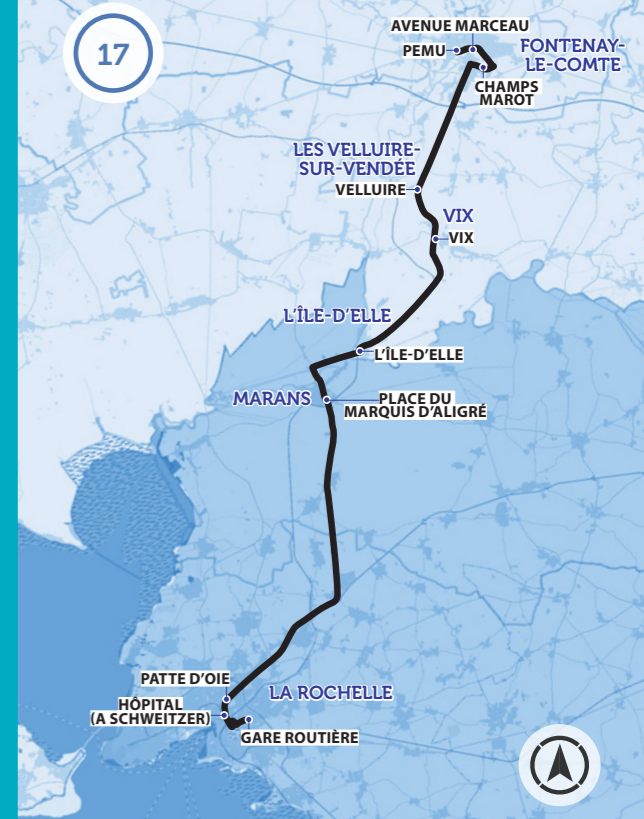 17
AVENUE MARCEAU
PEMU
FONTENAY-
LE-COMTE
CHAMPS
MAROT
LES VELLUIRE-
SUR-VENDÉE
VELLUIRE
VIX
VIX
L'ÎLE-D'ELLE
L'ÎLE-D'ELLE
MARANS
PLACE DU
MARQUIS D'ALIGRÉ
PATTE D'OIE
LA ROCHELLE
HÔPITAL
(A SCHWEITZER)
GARE ROUTIÈRE